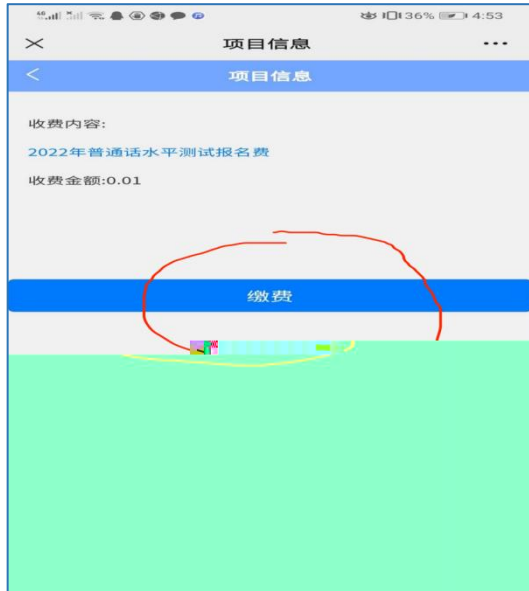 36% 4:53
项目信息
项目信息
收费内容:
2022年普通话水平测试报名费
收费金额:0.01
缴费